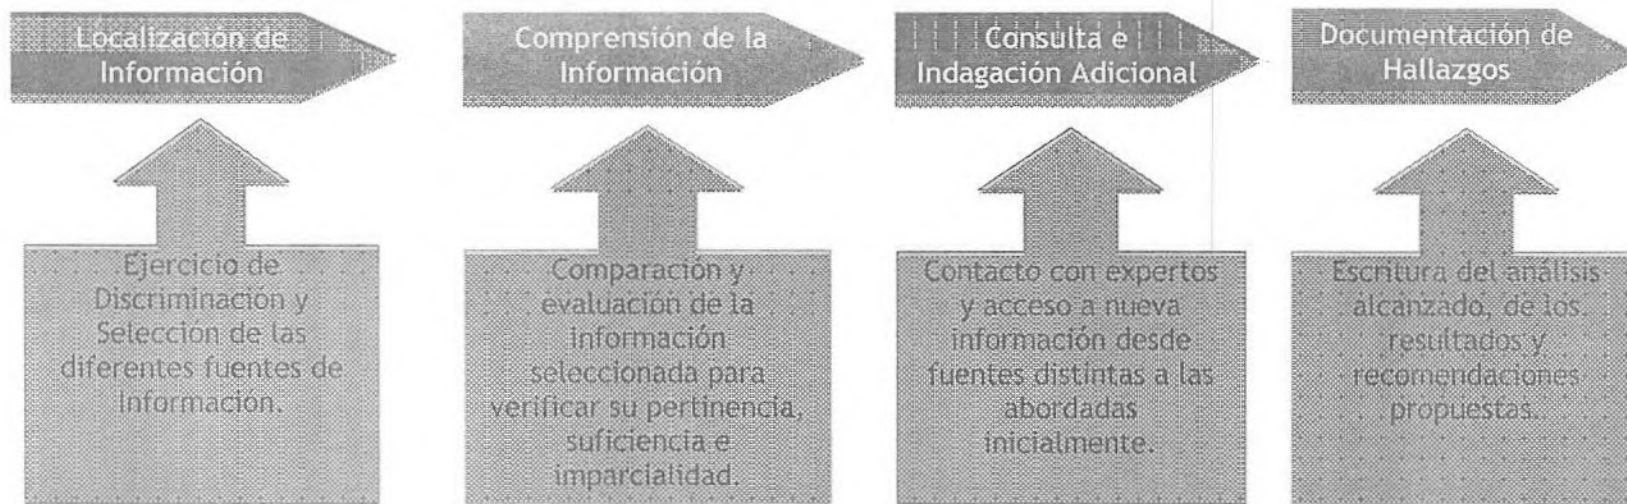 Localización de
Información
Comprensión de la
Información
Consulta e
Indagación Adicional
Documentación de
Hallazgos
Ejercicio de
Discriminación y
Selección de las
diferentes fuentes de
Información.
Comparación y
evaluación de la
información
seleccionada para
verificar su pertinencia,
suficiencia e
imparcialidad.
Contacto con expertos
y acceso a nueva
información desde
fuentes distintas a las
abordadas
inicialmente.
Escritura del análisis
alcanzado, de los
resultados y
recomendaciones
propuestas.